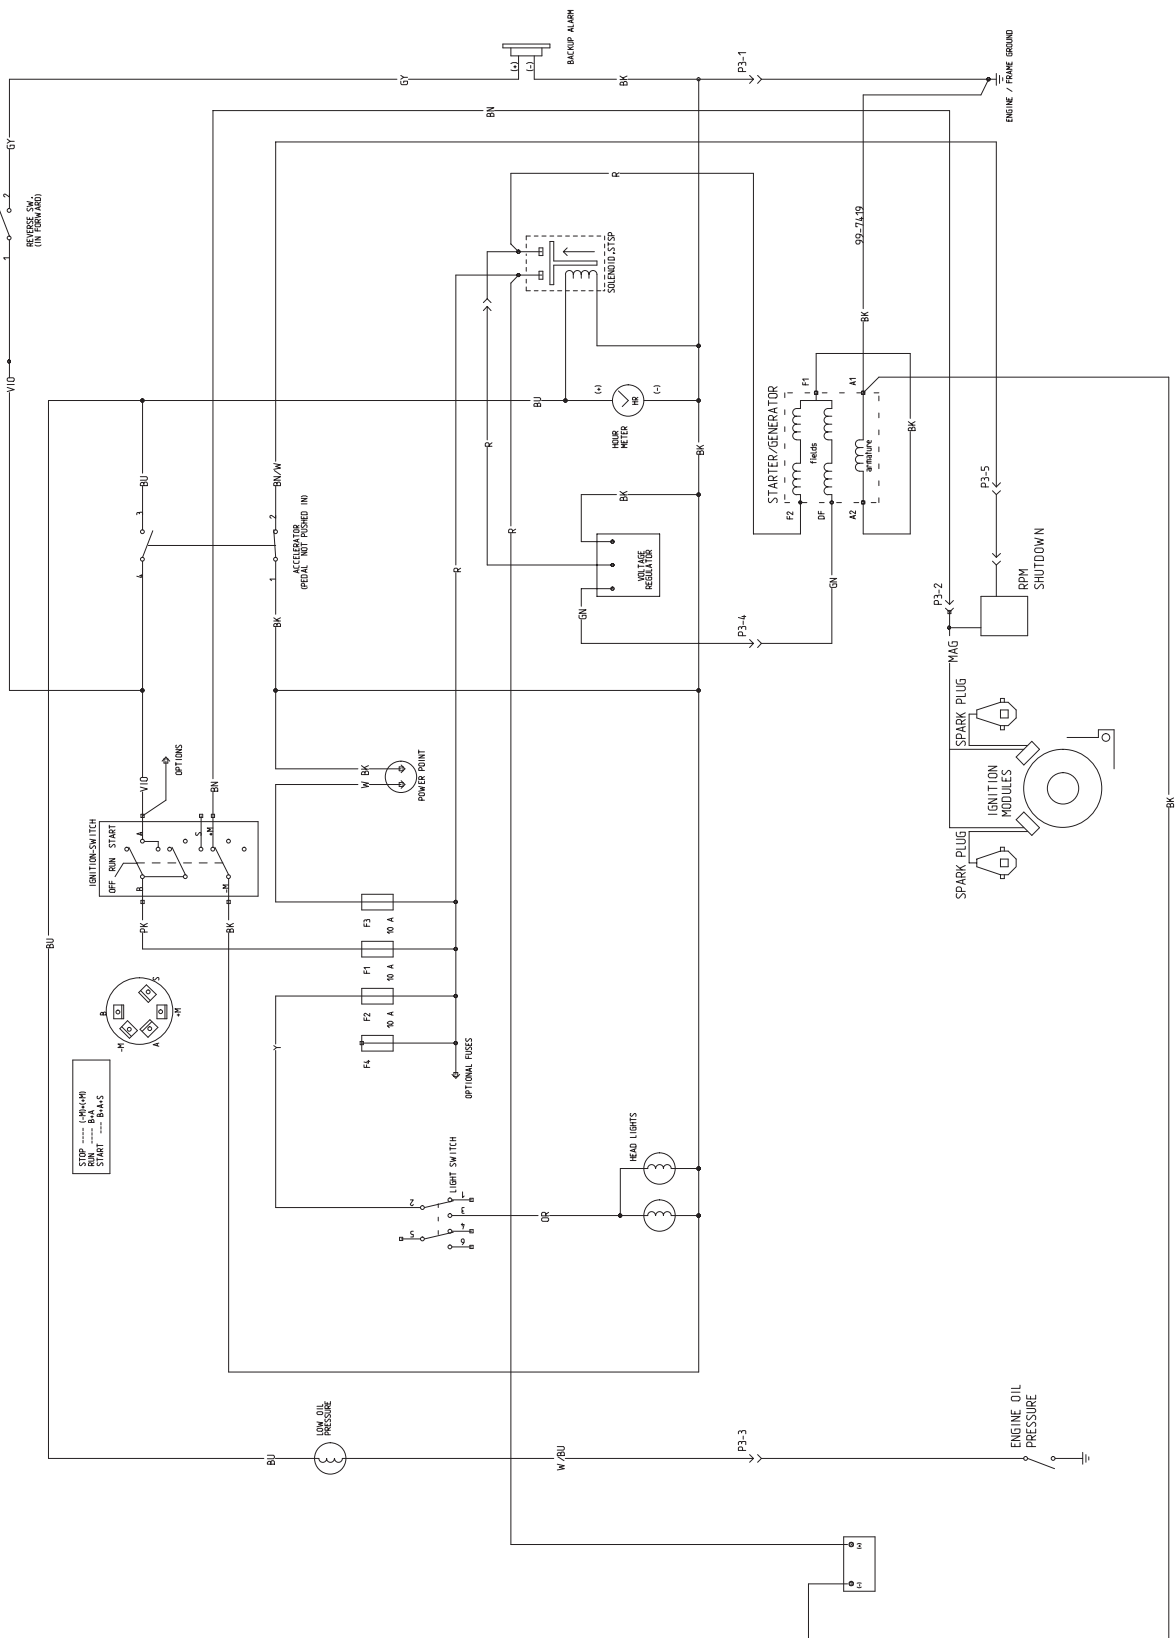 BACKUP ALARM
(+)
(-)
GY
BK
P3-1
ENGINE / FRAME GROUND
GY
BN
2
REVERSE SW.
(IN FORWARD)
1
R
99-7419
SOLENOID,STSP
BK
VIO
(+)
(-)
HR
HOUR
METER
BU
F1
A1
STARTER/GENERATOR
fields
armature
F2
DF
A2
BK
R
BK
BK
BU
3
4
BN/W
2
ACCELERATOR
(PEDAL NOT PUSHED IN)
1
BK
R
R
VOLTAGE
REGULATOR
GN
GN
P3-4
P3-5
P3-2
RPM
SHUTDOWN
MAG
SPARK PLUG
IGNITION
MODULES
SPARK PLUG
BK
OPTIONS
VIO
BN
W
BK
POWER POINT
IGNITION-SWITCH
OFF
RUN
START
A
S
+M
B
-M
PK
BK
BU
F3
10 A
F1
10 A
F2
10 A
F4
OPTIONAL FUSES
Y
B
S
-M
+M
A
STOP ---- (-M)+(+M)
RUN ---- B+A
START --- B+A+S
LIGHT SWITCH
2
1
3
4
5
6
OR
HEAD LIGHTS
LOW OIL
PRESSURE
BU
W/BU
P3-3
ENGINE OIL
PRESSURE
(+)
(-)